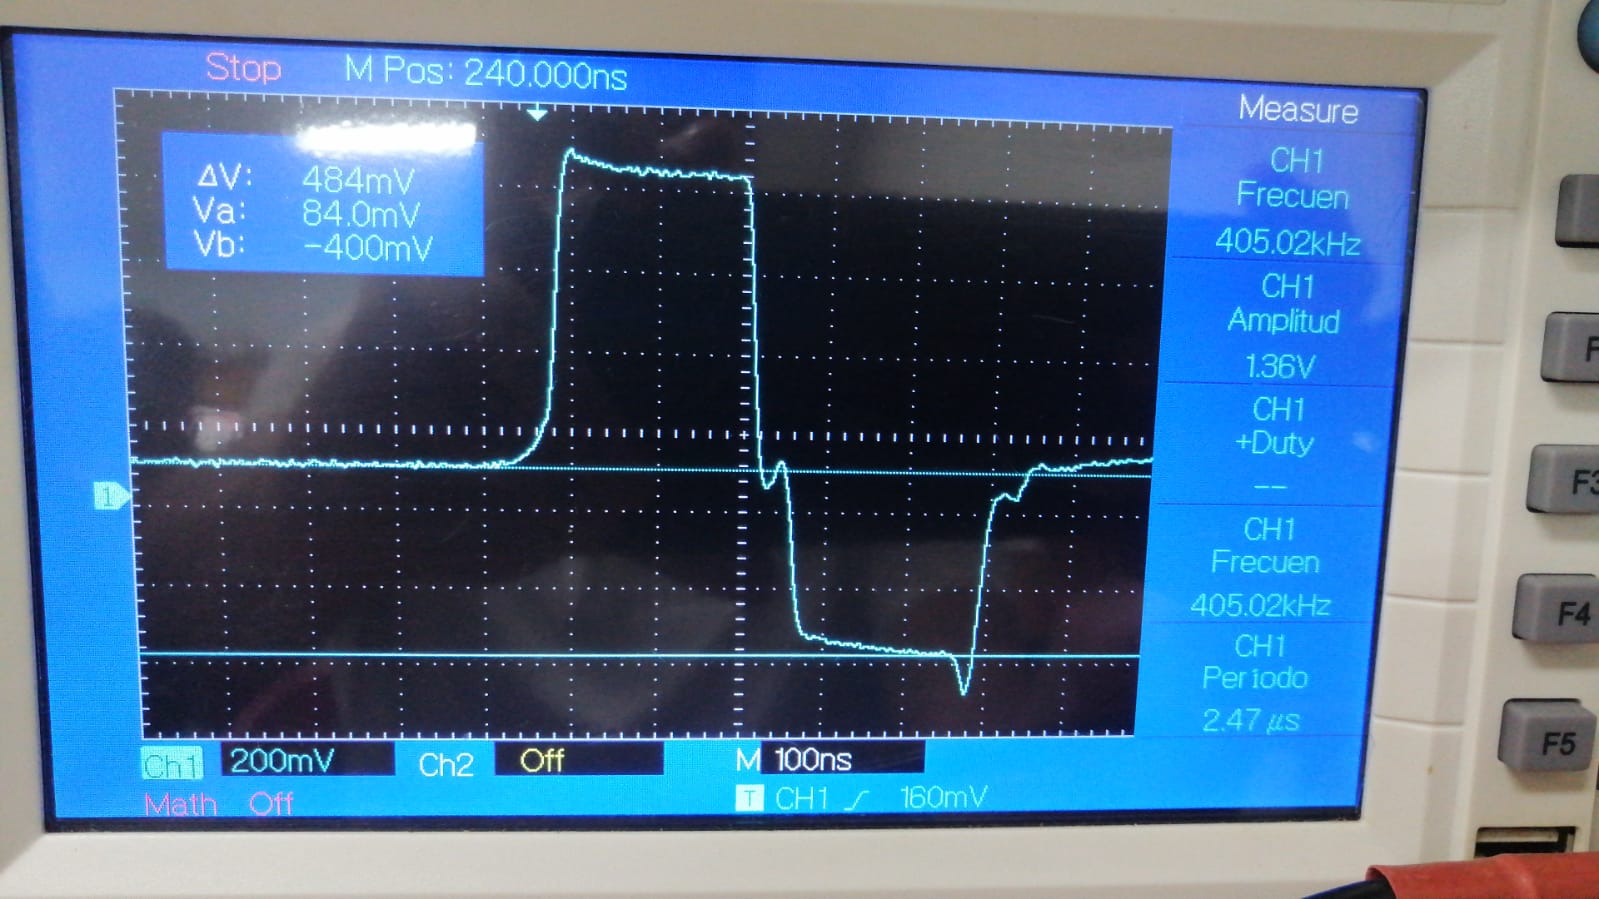 Stop M Pos: 240.000ns
Measure
ΔV: 484mV
Va: 84.0mV
Vb: -400mV
CH1
Frecuen
405.02kHz
CH1
Amplitud
1.36V
CH1
+Duty
--
CH1
Frecuen
405.02kHz
CH1
Periodo
2.47 μs
1
Ch1 200mV Ch2 Off M 100ns
Math Off T CH1 160mV
F
F3
F4
F5